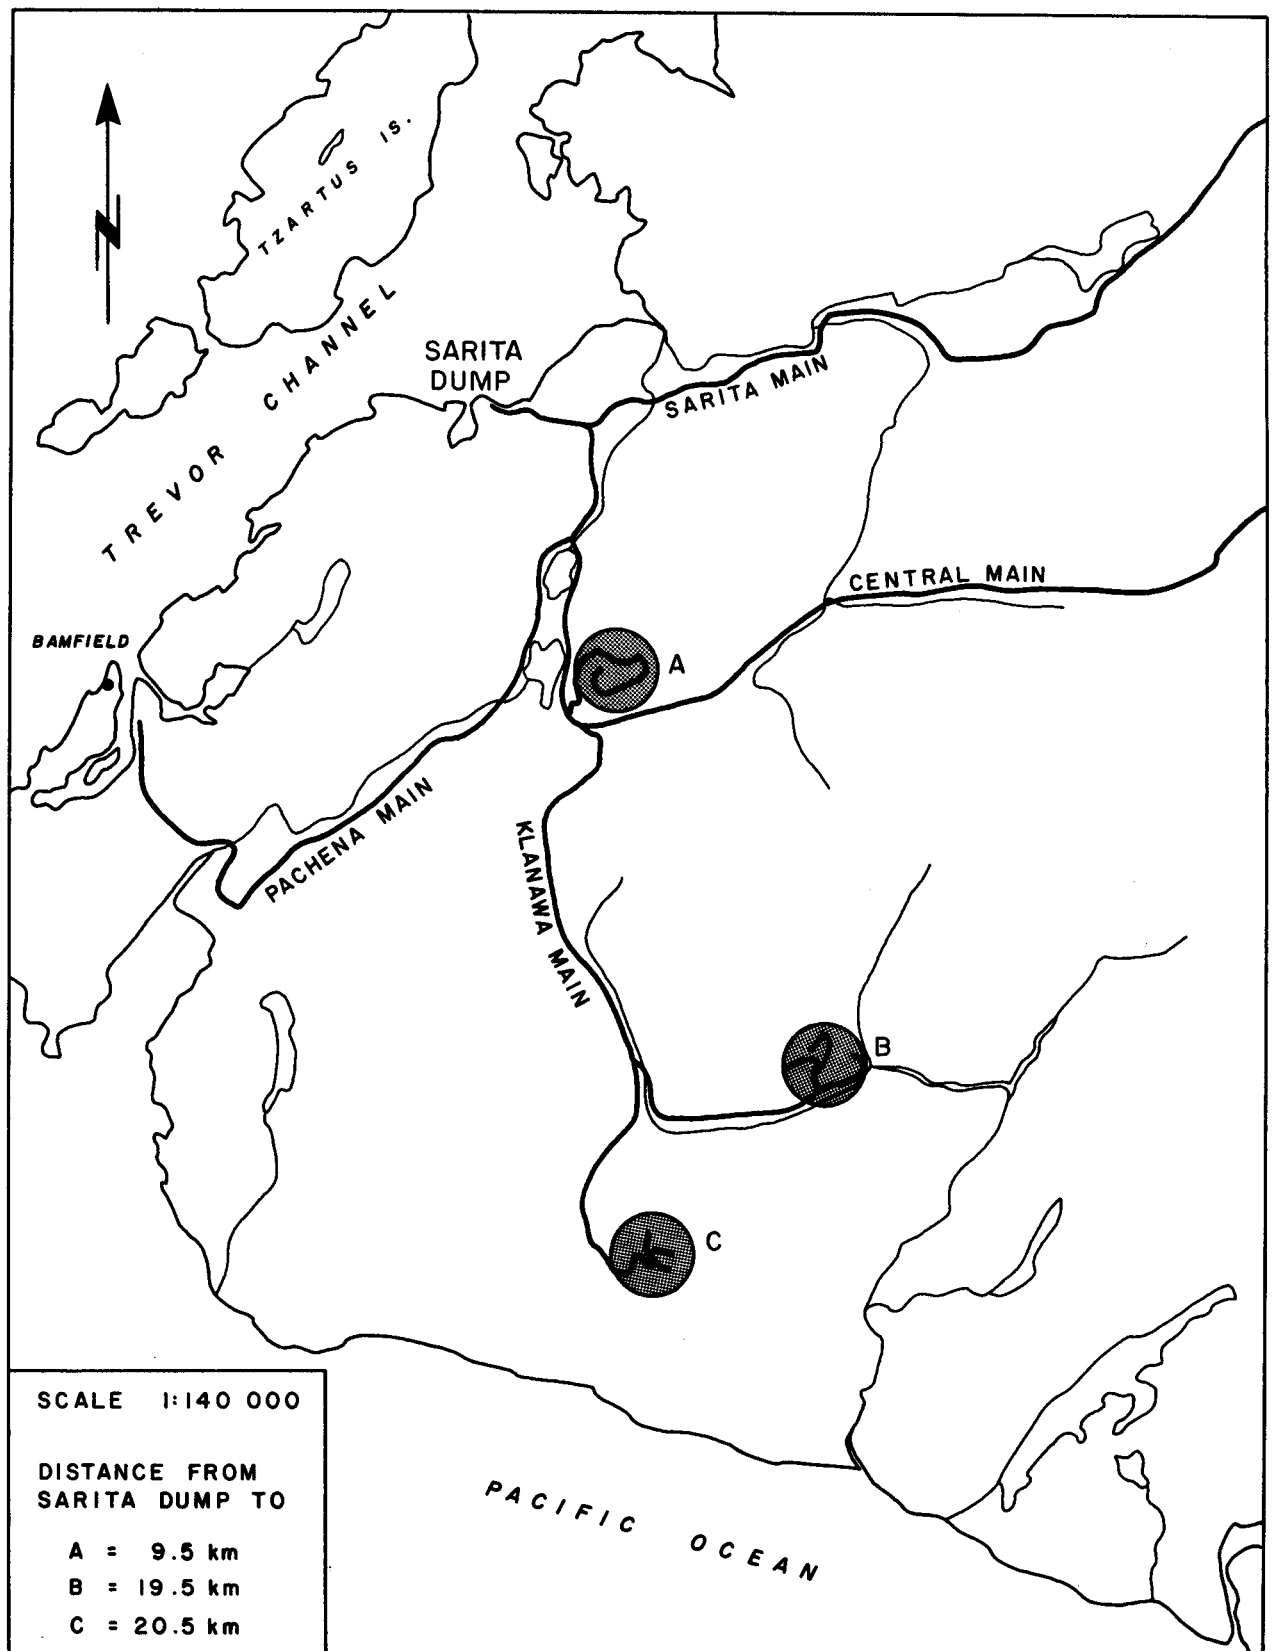 N
TZARTUS IS.
TREVOR CHANNEL
SARITA
DUMP
SARITA MAIN
CENTRAL MAIN
BAMFIELD
A
PACHENA MAIN
KLANAWA MAIN
B
C
SCALE 1:140 000
DISTANCE FROM
SARITA DUMP TO
A = 9.5 km
B = 19.5 km
C = 20.5 km
PACIFIC OCEAN